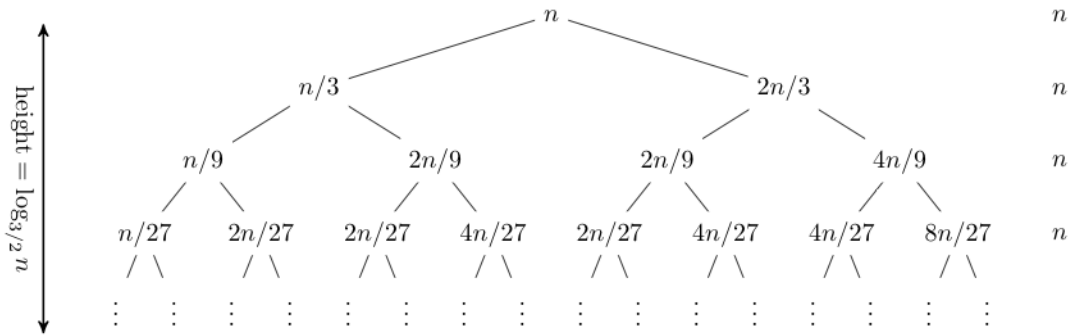 n n
n/3 2n/3 n
n/9 2n/9 2n/9 4n/9 n
n/27 2n/27 2n/27 4n/27 2n/27 4n/27 4n/27 8n/27 n
⋮ ⋮ ⋮ ⋮ ⋮ ⋮ ⋮ ⋮ ⋮ ⋮ ⋮ ⋮ ⋮ ⋮ ⋮ ⋮
height = log_{3/2} n